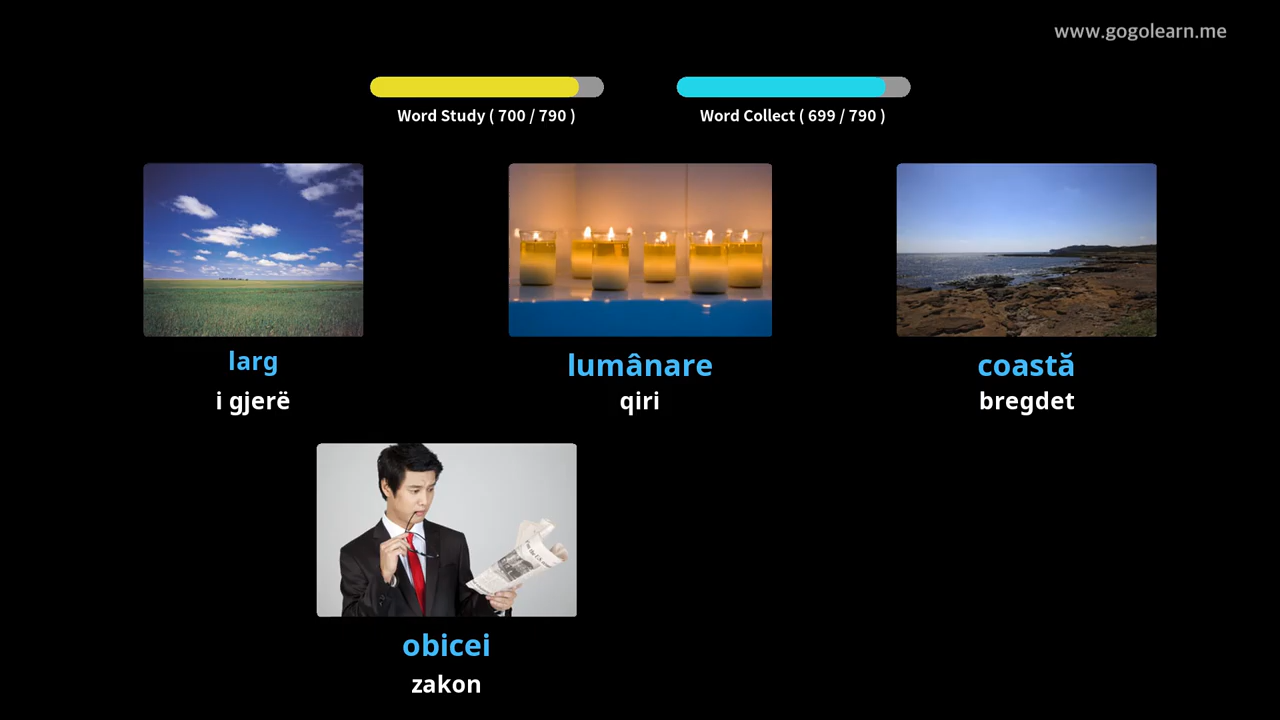 www.gogolearn.me
Word Study ( 700 / 790 )
Word Collect ( 699 / 790 )
larg
i gjerë
lumânare
qiri
coastă
bregdet
obicei
zakon